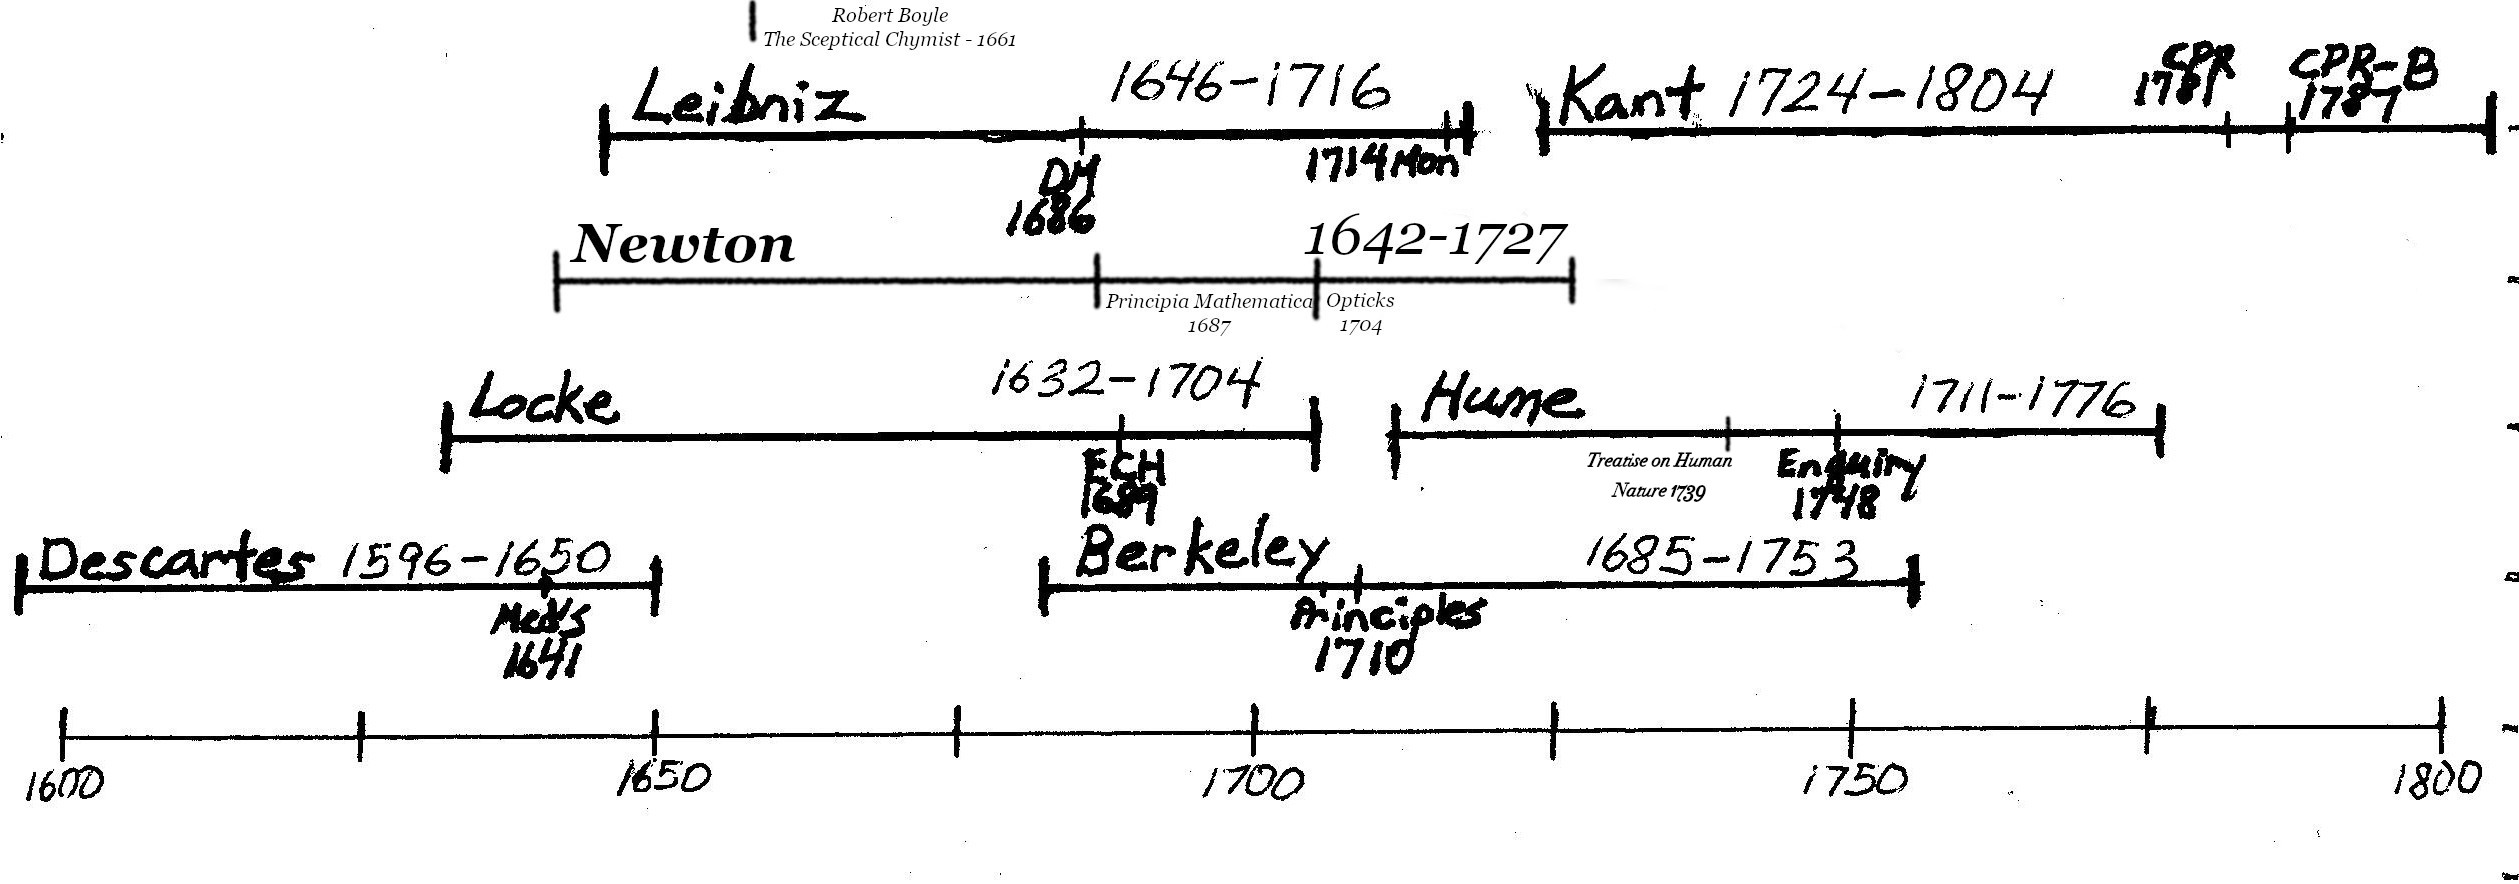 Robert Boyle
The Sceptical Chymist - 1661
Leibniz 1646-1716
DM
1686
1714 Mon
Kant 1724-1804
CPR
1781
CPR-B
1787
Newton 1642-1727
Principia Mathematica
1687
Opticks
1704
Locke 1632-1704
ECH
1689
Hume 1711-1776
Treatise on Human
Nature 1739
Enquiry
1748
Descartes 1596-1650
Meds
1641
Berkeley 1685-1753
Principles
1710
1600 1650 1700 1750 1800